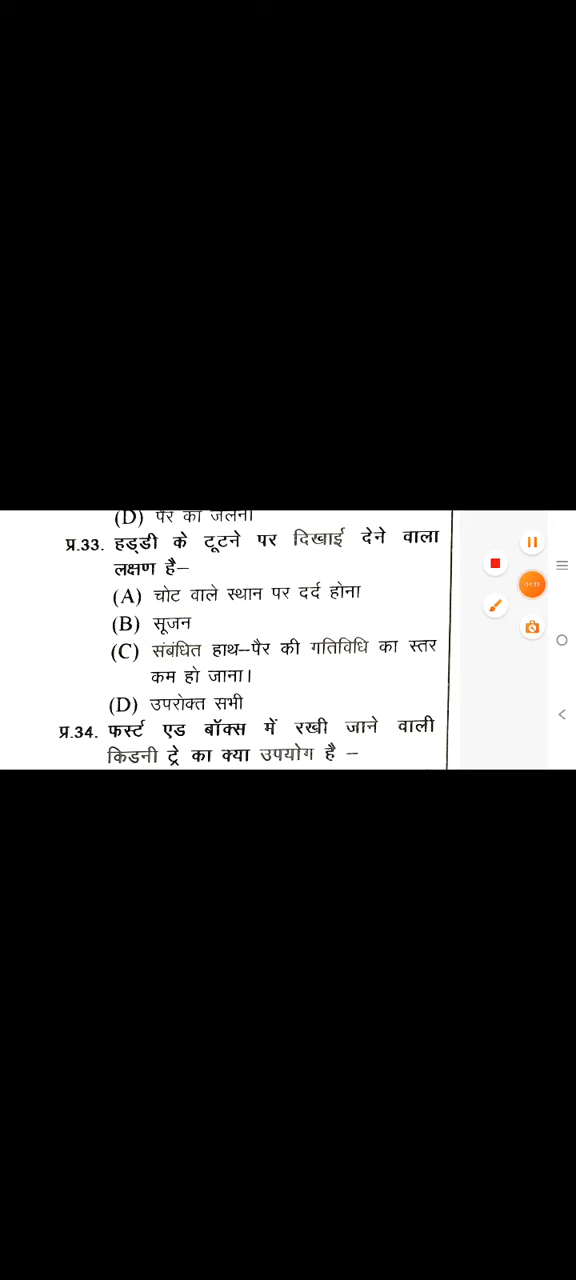 (D) पैर का जलना।
प्र.33. हड्डी के टूटने पर दिखाई देने वाला
लक्षण है–
(A) चोट वाले स्थान पर दर्द होना
(B) सूजन
(C) संबंधित हाथ–पैर की गतिविधि का स्तर
कम हो जाना।
(D) उपरोक्त सभी
प्र.34. फर्स्ट एड बॉक्स में रखी जाने वाली
किडनी ट्रे का क्या उपयोग है –